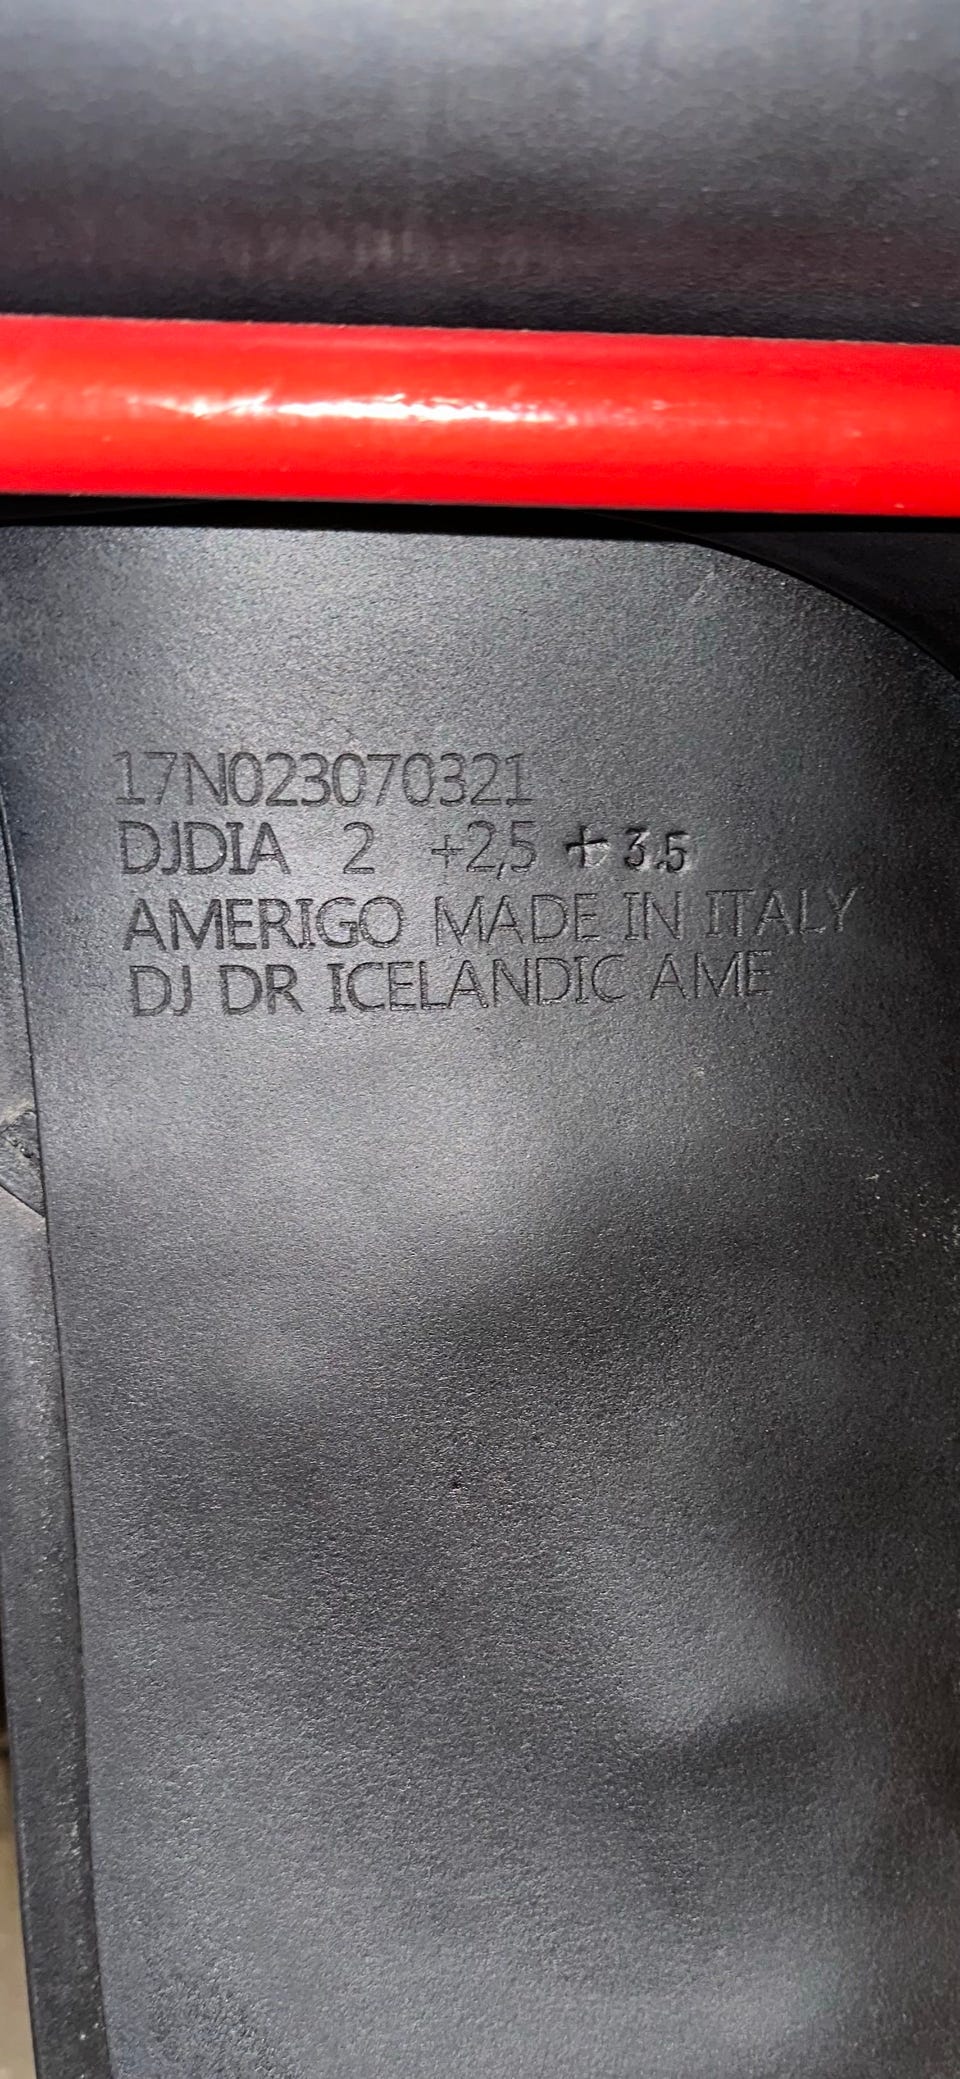 17N023070321
DJDIA 2 +2,5 + 3.5
AMERIGO MADE IN ITALY
DJ DR ICELANDIC AME